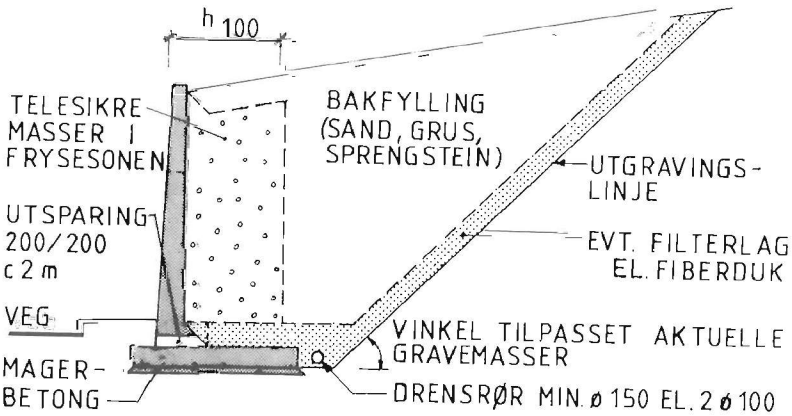 h100
TELESIKRE
MASSER I
FRYSESONEN
BAKFYLLING
(SAND, GRUS,
SPRENGSTEIN)
UTGRAVINGS-
LINJE
UTSPARING
200/200
c 2 m
EVT. FILTERLAG
EL. FIBERDUK
VEG
VINKEL TILPASSET AKTUELLE
GRAVEMASSER
MAGER-
BETONG
DRENSRØR MIN. ø 150 EL. 2 ø 100